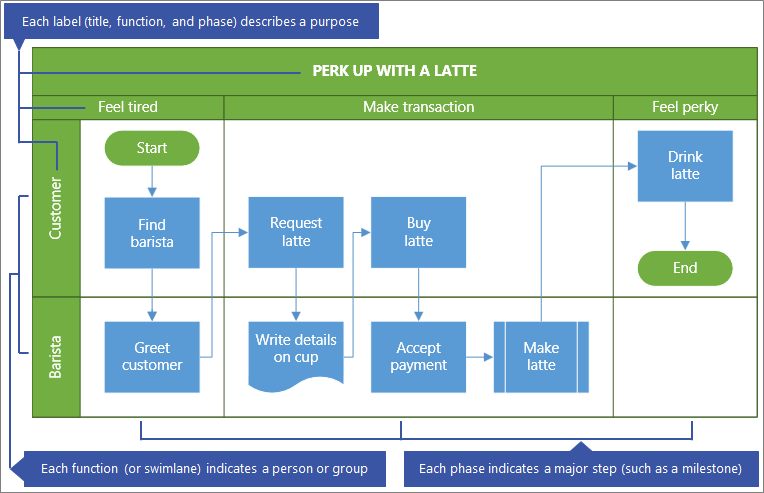 Each label (title, function, and phase) describes a purpose
PERK UP WITH A LATTE
Feel tired
Make transaction
Feel perky
Customer
Start
Find
barista
Request
latte
Buy
latte
Drink
latte
End
Barista
Greet
customer
Write details
on cup
Accept
payment
Make
latte
Each function (or swimlane) indicates a person or group
Each phase indicates a major step (such as a milestone)